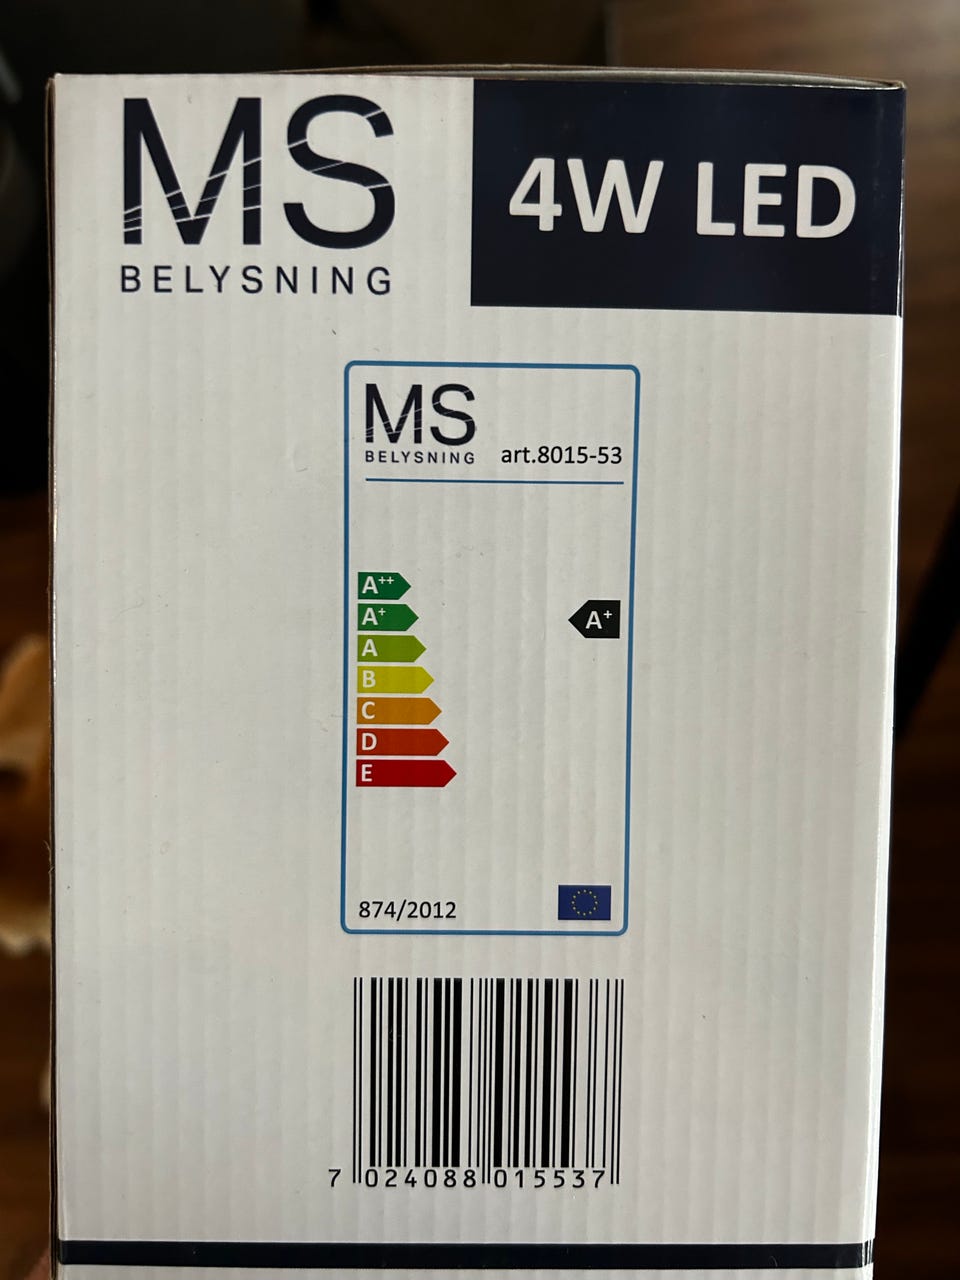 MS
BELYSNING
4W LED
MS
BELYSNING
art.8015-53
A++
A+
A+
A
B
C
D
E
874/2012
7 024088 015537